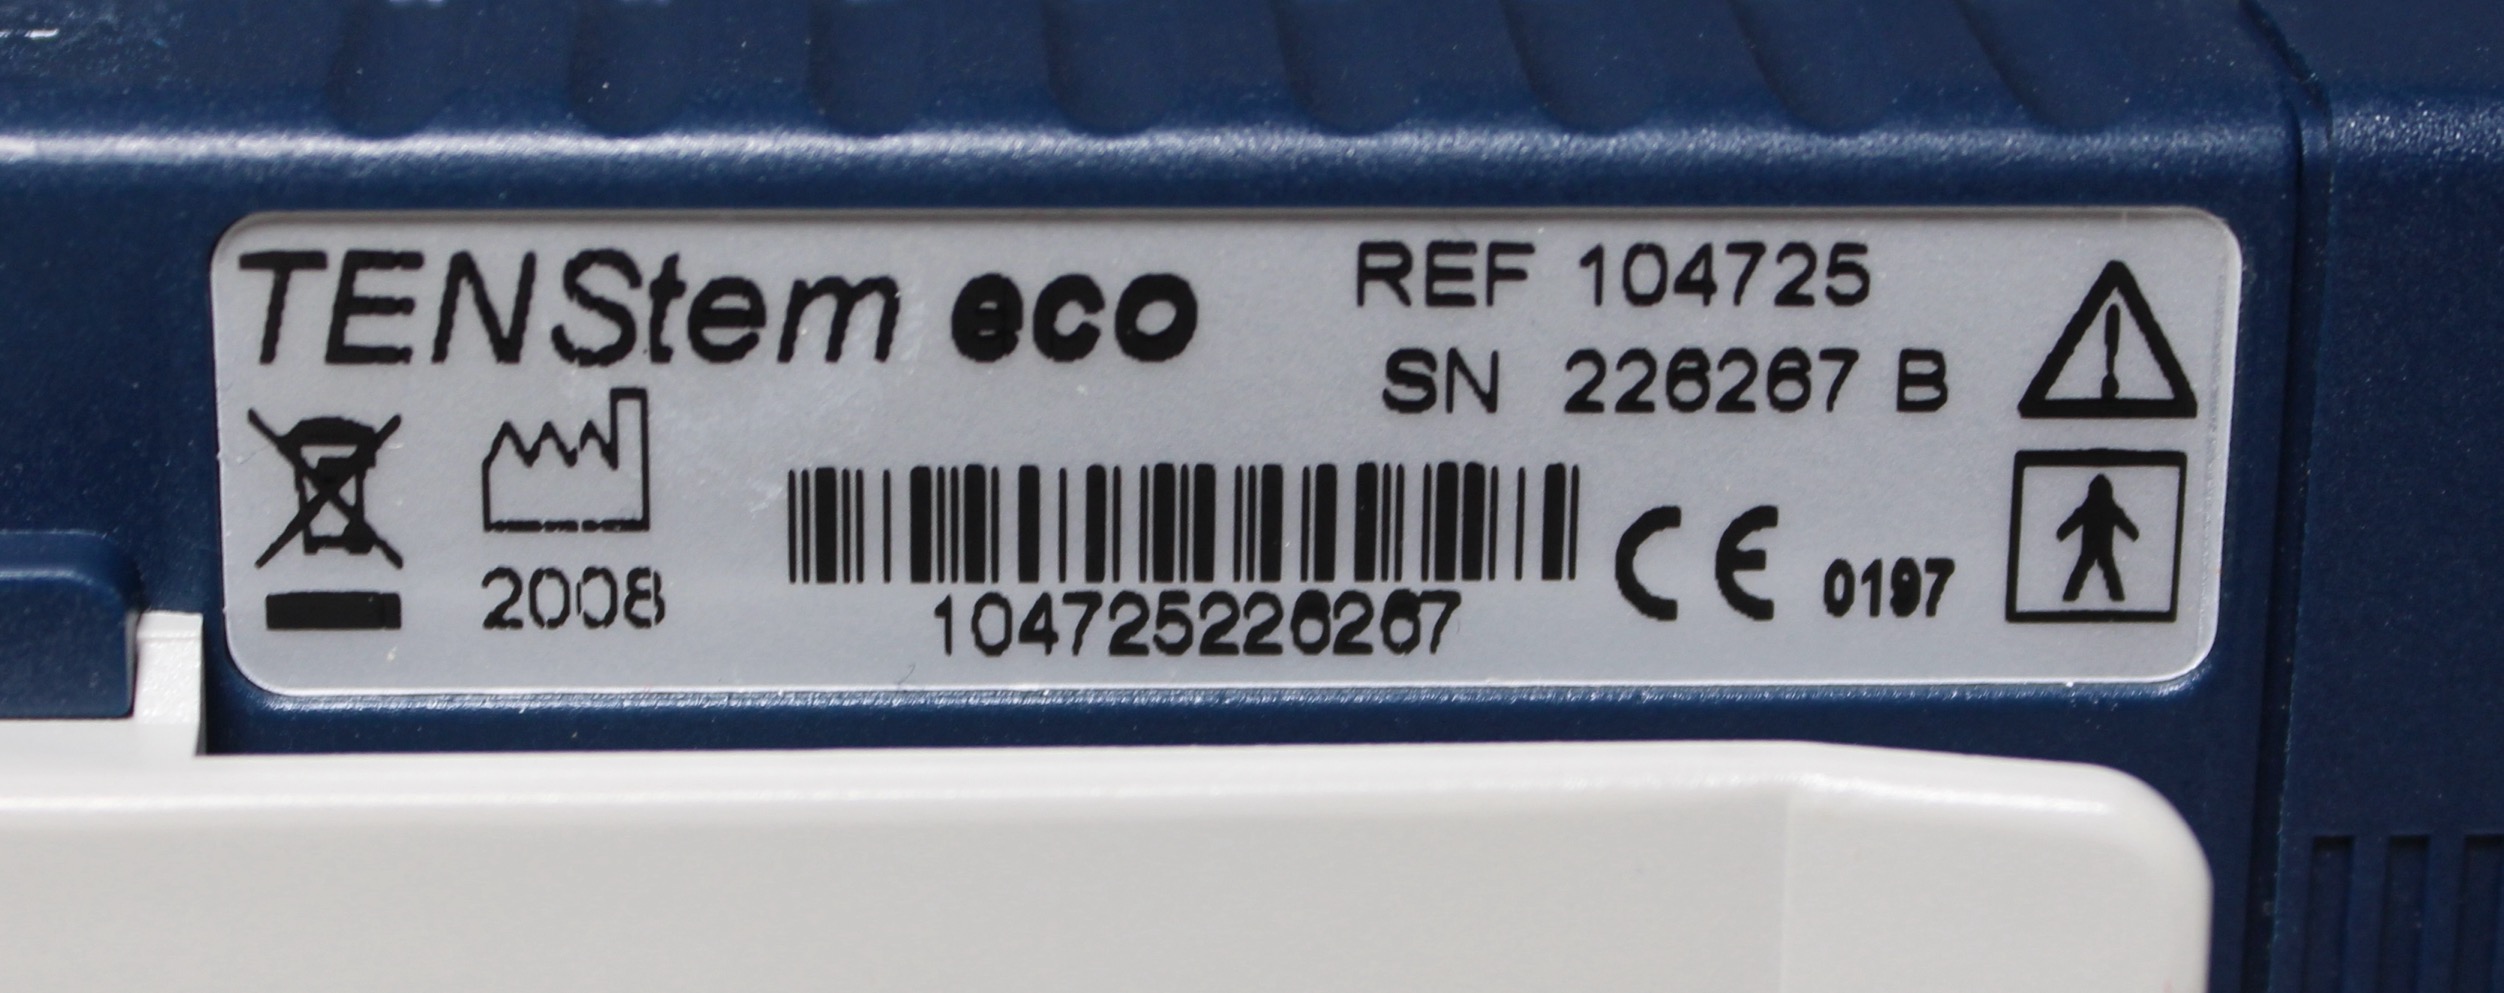 TENStem eco
REF 104725
SN 226267 B
2008
104725226267
CE 0197